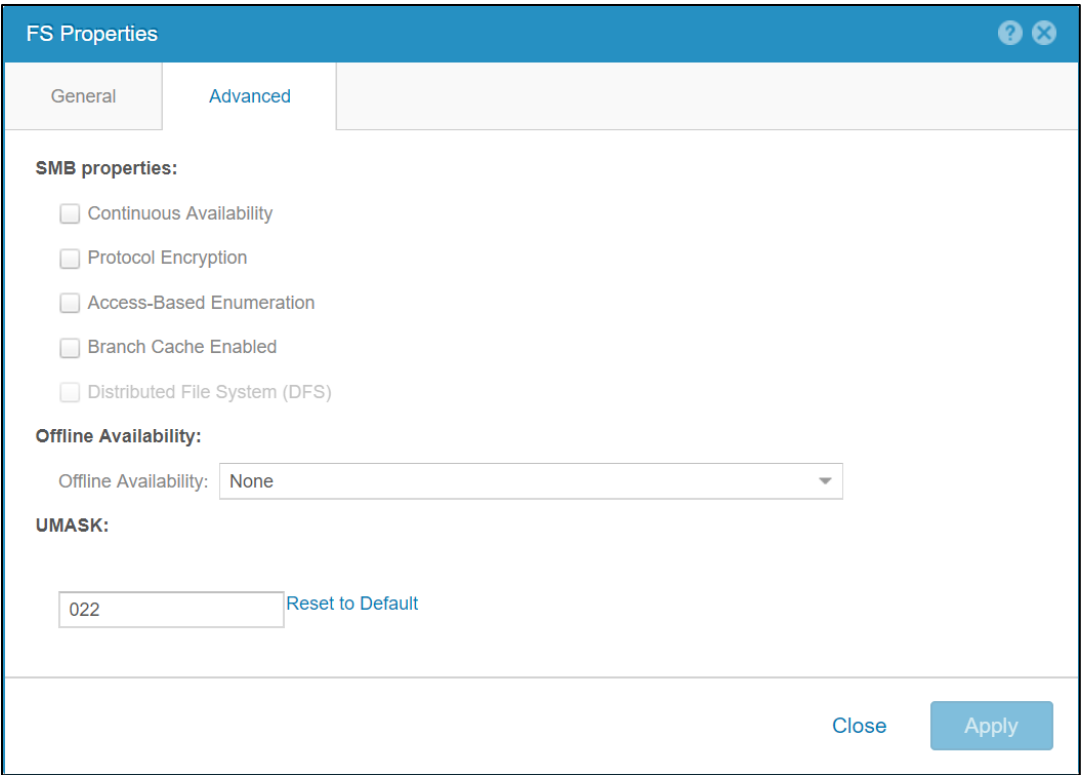 FS Properties
General Advanced
SMB properties:
Continuous Availability
Protocol Encryption
Access-Based Enumeration
Branch Cache Enabled
Distributed File System (DFS)
Offline Availability:
Offline Availability: None
UMASK:
022 Reset to Default
Close Apply